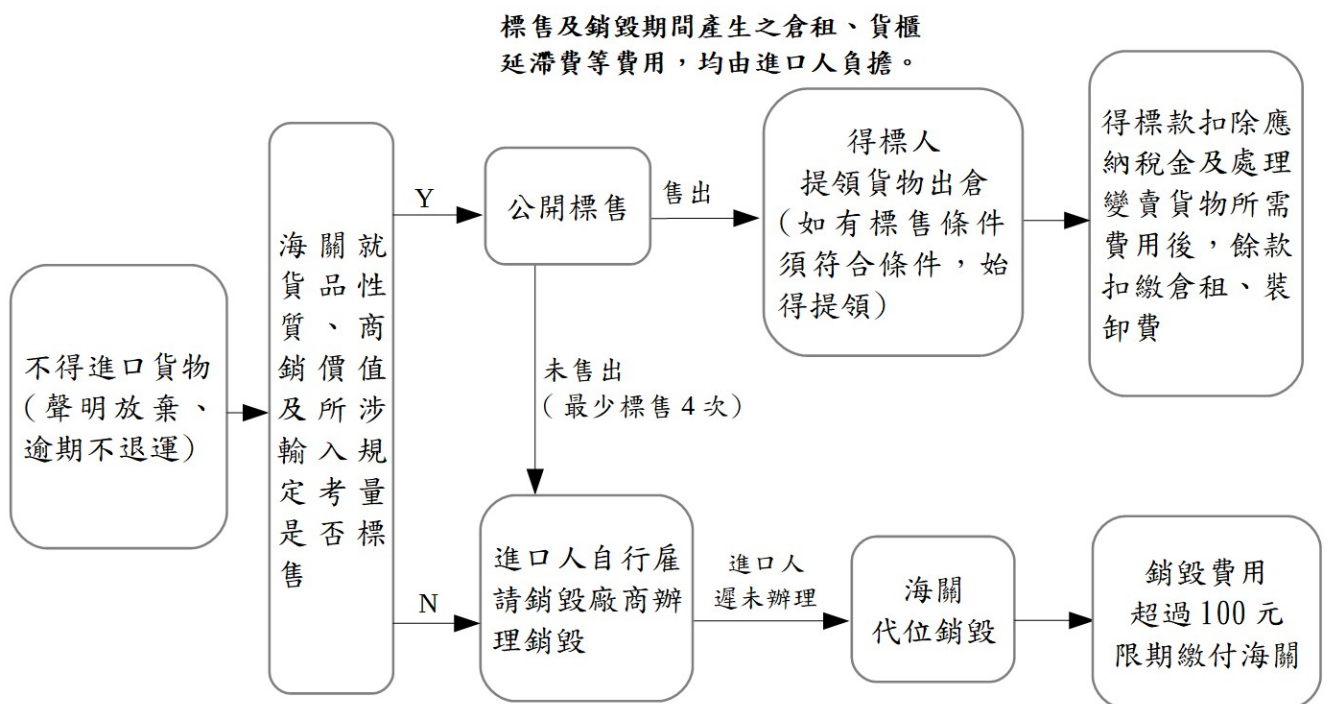 標售及銷毀期間產生之倉租、貨櫃
延滯費等費用，均由進口人負擔。
不得進口貨物
（聲明放棄、
逾期不退運）
海關就
貨品性
質、商
銷價值
及所涉
輸入規
定考量
是否標
售
Y
公開標售
售出
得標人
提領貨物出倉
（如有標售條件
須符合條件，始
得提領）
得標款扣除應
納稅金及處理
變賣貨物所需
費用後，餘款
扣繳倉租、裝
卸費
未售出
（最少標售4次）
N
進口人自行雇
請銷毀廠商辦
理銷毀
進口人
遲未辦理
海關
代位銷毀
銷毀費用
超過100元
限期繳付海關